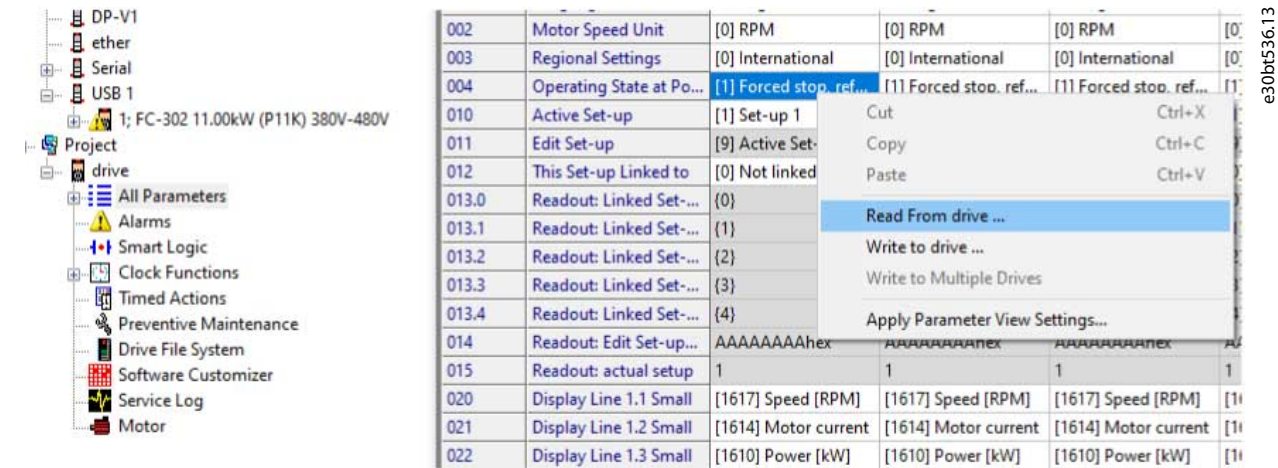 DP-V1
ether
Serial
USB 1
1; FC-302 11.00kW (P11K) 380V-480V
Project
drive
All Parameters
Alarms
Smart Logic
Clock Functions
Timed Actions
Preventive Maintenance
Drive File System
Software Customizer
Service Log
Motor
002 Motor Speed Unit [0] RPM [0] RPM [0] RPM [0]
003 Regional Settings [0] International [0] International [0] International [0]
004 Operating State at Po... [1] Forced stop, ref... [1] Forced stop, ref... [1] Forced stop, ref... [1]
010 Active Set-up [1] Set-up 1
011 Edit Set-up [9] Active Set-
012 This Set-up Linked to [0] Not linked
013.0 Readout: Linked Set-... {0}
013.1 Readout: Linked Set-... {1}
013.2 Readout: Linked Set-... {2}
013.3 Readout: Linked Set-... {3}
013.4 Readout: Linked Set-... {4}
014 Readout: Edit Set-up... AAAAAAAAhex AAAAAAAAhex AAAAAAAAhex AA
015 Readout: actual setup 1 1 1 1
020 Display Line 1.1 Small [1617] Speed [RPM] [1617] Speed [RPM] [1617] Speed [RPM]
021 Display Line 1.2 Small [1614] Motor current [1614] Motor current [1614] Motor current
022 Display Line 1.3 Small [1610] Power [kW] [1610] Power [kW] [1610] Power [kW]
Cut Ctrl+X
Copy Ctrl+C
Paste Ctrl+V
Read From drive ...
Write to drive ...
Write to Multiple Drives
Apply Parameter View Settings...
e30bt536.13